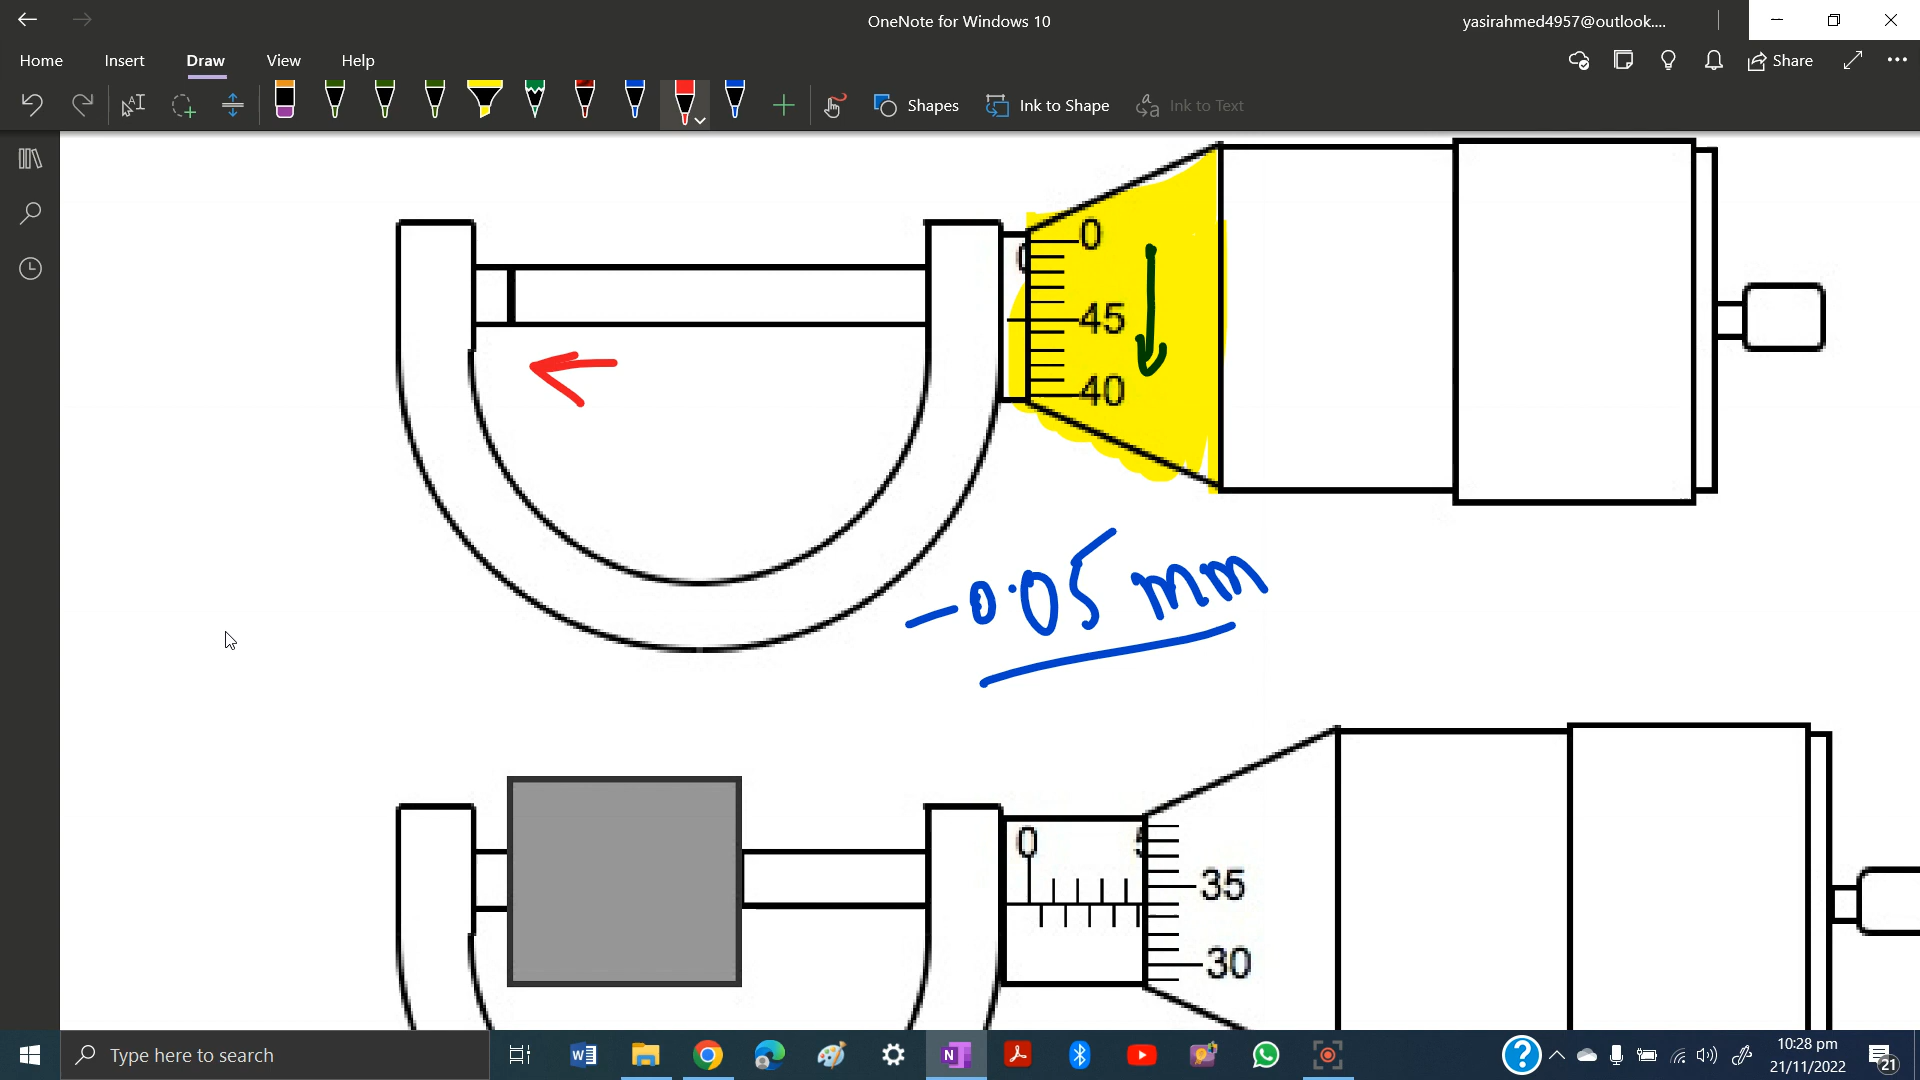 OneNote for Windows 10
yasirahmed4957@outlook....
Home Insert Draw View Help
Share
Shapes Ink to Shape Ink to Text
0
0
45
40
-0.05 mm
0 5
35
30
Type here to search
10:28 pm
21/11/2022
21